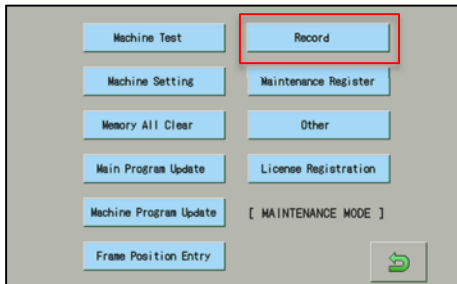 Machine Test
Record
Machine Setting
Maintenance Register
Memory All Clear
Other
Main Program Update
License Registration
Machine Program Update
[ MAINTENANCE MODE ]
Frame Position Entry